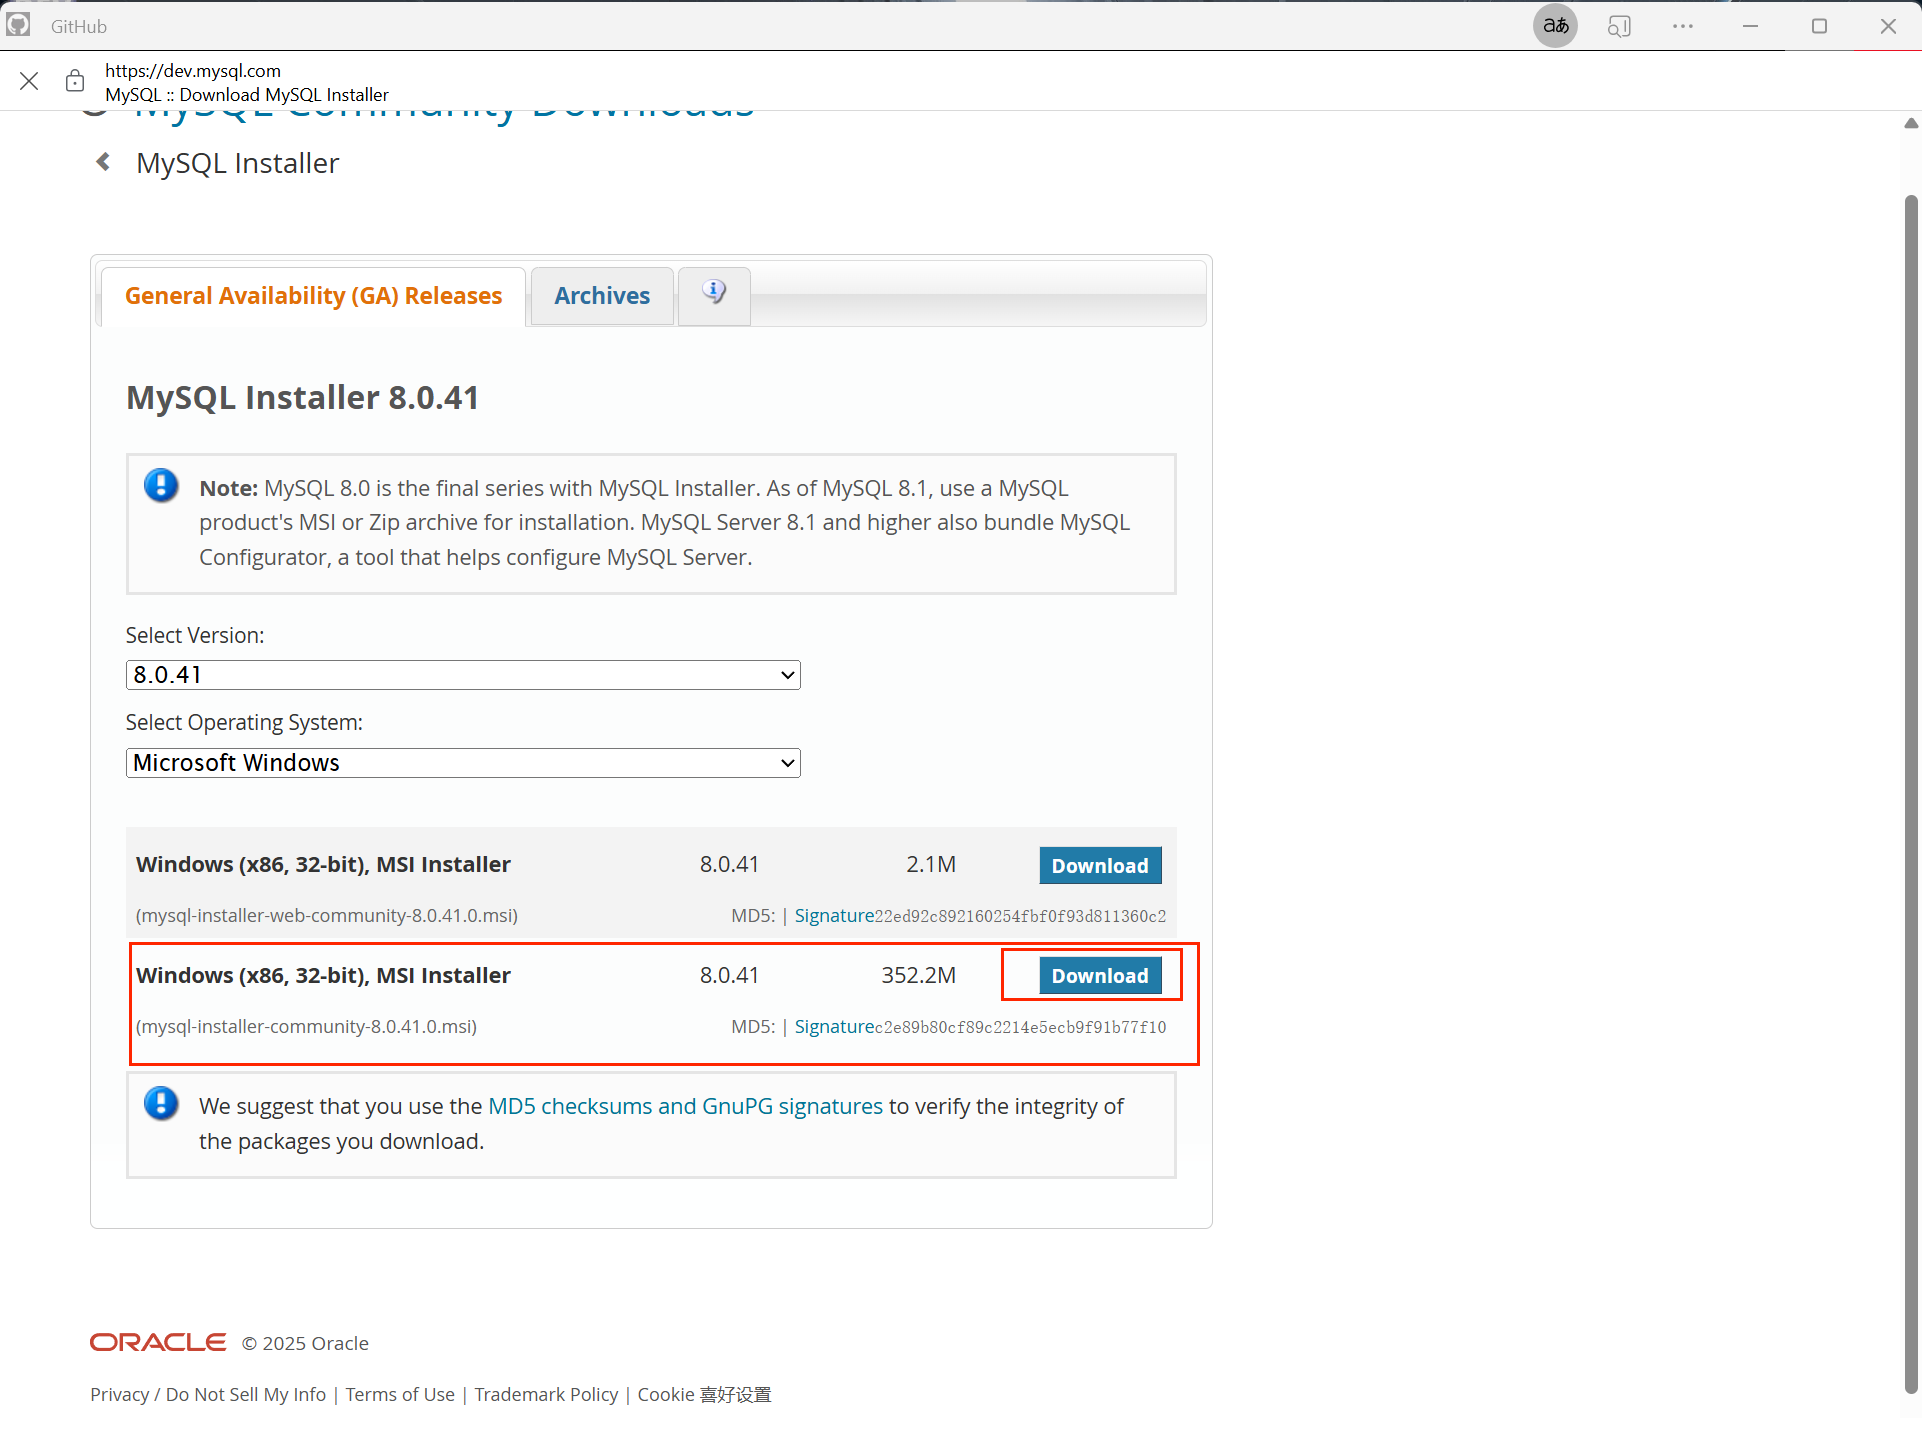 GitHub
aあ
https://dev.mysql.com
MySQL :: Download MySQL Installer
MySQL Community Downloads
MySQL Installer
General Availability (GA) Releases
Archives
MySQL Installer 8.0.41
Note: MySQL 8.0 is the final series with MySQL Installer. As of MySQL 8.1, use a MySQL
product's MSI or Zip archive for installation. MySQL Server 8.1 and higher also bundle MySQL
Configurator, a tool that helps configure MySQL Server.
Select Version:
8.0.41
Select Operating System:
Microsoft Windows
Windows (x86, 32-bit), MSI Installer 8.0.41 2.1M Download
(mysql-installer-web-community-8.0.41.0.msi) MD5: | Signature22ed92c892160254fbf0f93d811360c2
Windows (x86, 32-bit), MSI Installer 8.0.41 352.2M Download
(mysql-installer-community-8.0.41.0.msi) MD5: | Signaturec2e89b80cf89c2214e5ecb9f91b77f10
We suggest that you use the MD5 checksums and GnuPG signatures to verify the integrity of
the packages you download.
ORACLE © 2025 Oracle
Privacy / Do Not Sell My Info | Terms of Use | Trademark Policy | Cookie 喜好设置